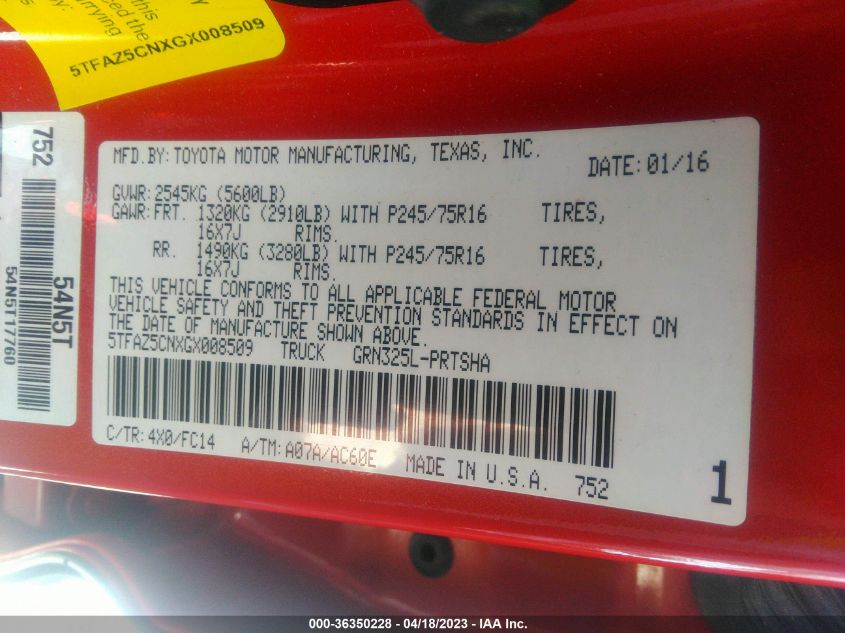 this
ped the
arrying
by:
5TFAZ5CNXGX008509
752
54N5T
54N5T17760
MFD.BY:TOYOTA MOTOR MANUFACTURING, TEXAS, INC.
DATE:01/16
GVWR:2545KG (5600LB)
GAWR:FRT. 1320KG (2910LB) WITH P245/75R16 TIRES,
16X7J RIMS.
RR. 1490KG (3280LB) WITH P245/75R16 TIRES,
16X7J RIMS.
THIS VEHICLE CONFORMS TO ALL APPLICABLE FEDERAL MOTOR
VEHICLE SAFETY AND THEFT PREVENTION STANDARDS IN EFFECT ON
THE DATE OF MANUFACTURE SHOWN ABOVE.
5TFAZ5CNXGX008509 TRUCK GRN325L-PRTSHA
C/TR:4X0/FC14 A/TM:A07A/AC60E MADE IN U.S.A. 752
1
000-36350228 - 04/18/2023 - IAA Inc.